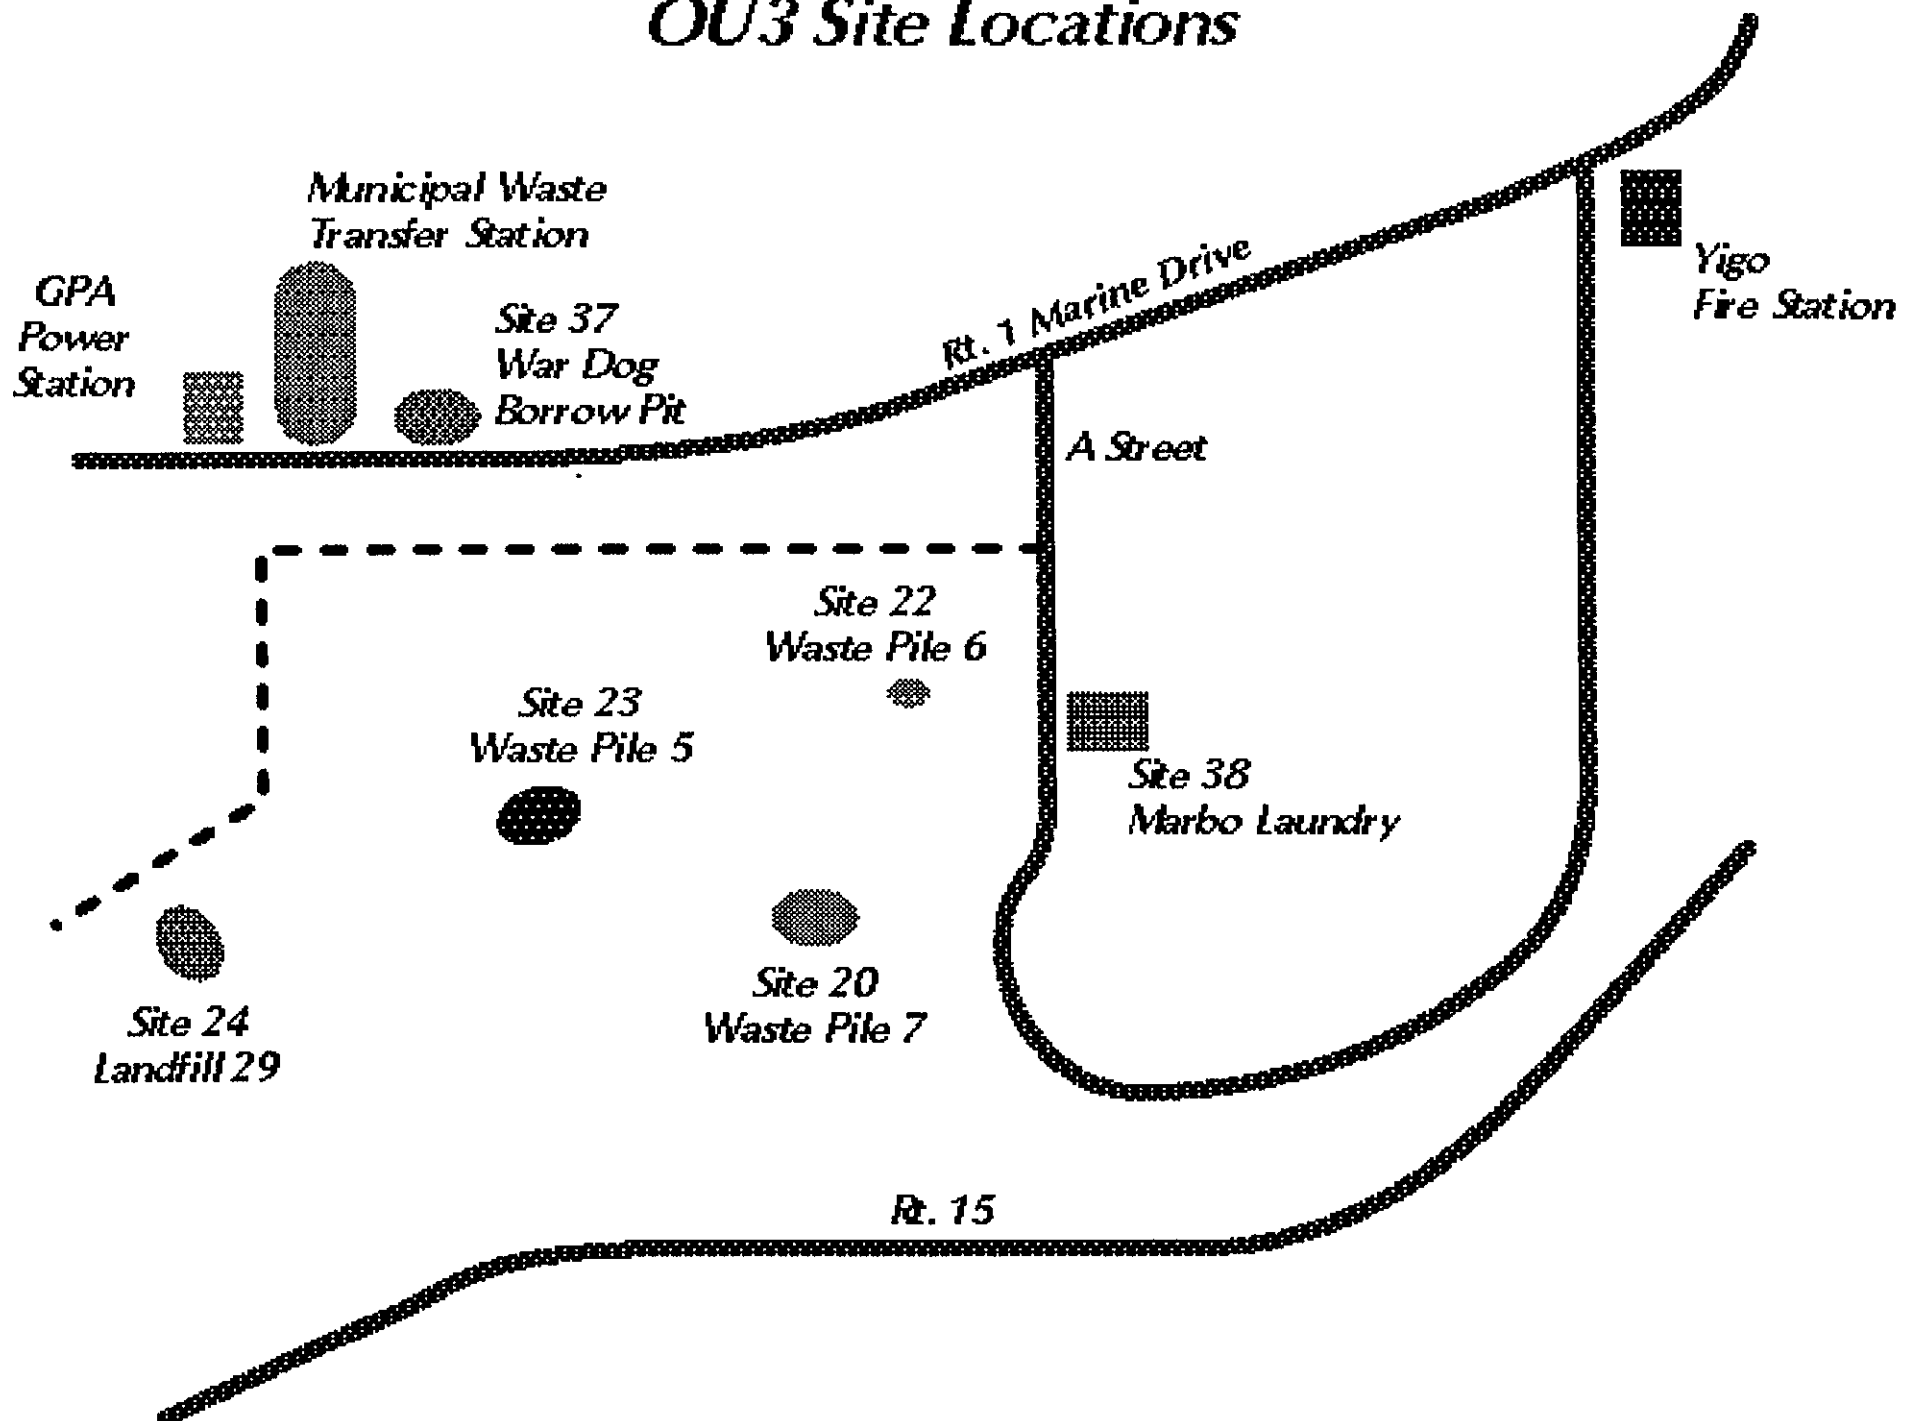 OU3 Site Locations
Municipal Waste
Transfer Station
GPA
Power
Station
Site 37
War Dog
Borrow Pit
Rt. 1 Marine Drive
Yigo
Fire Station
A Street
Site 22
Waste Pile 6
Site 23
Waste Pile 5
Site 38
Marbo Laundry
Site 20
Waste Pile 7
Site 24
Landfill 29
Rt. 15